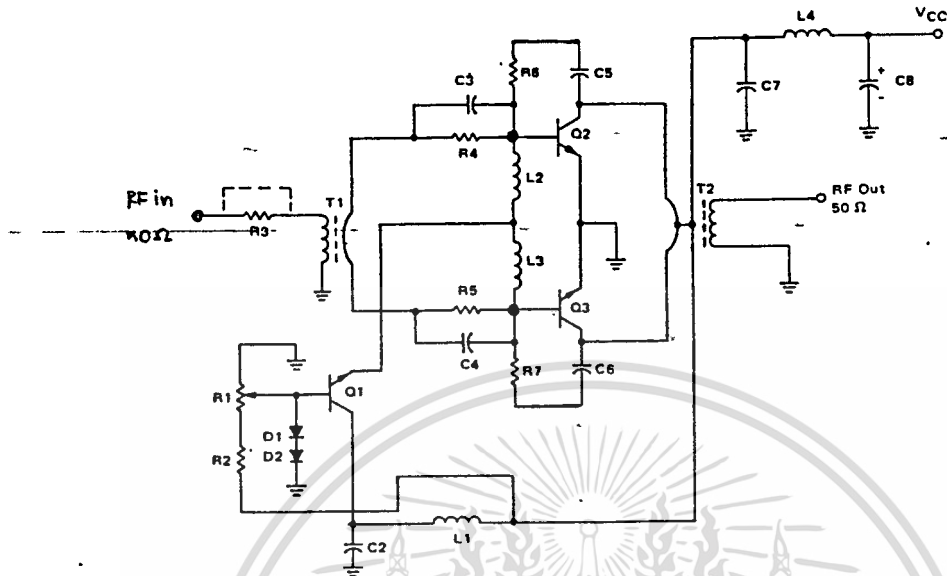 L4
VCC
R6
C5
C3
C7
+
C8
-
R4
Q2
L2
RF in
R3
T1
T2
RF Out
50 Ω
L3
R5
Q3
C4
R7
C6
R1
Q1
D1
R2
D2
C2
L1